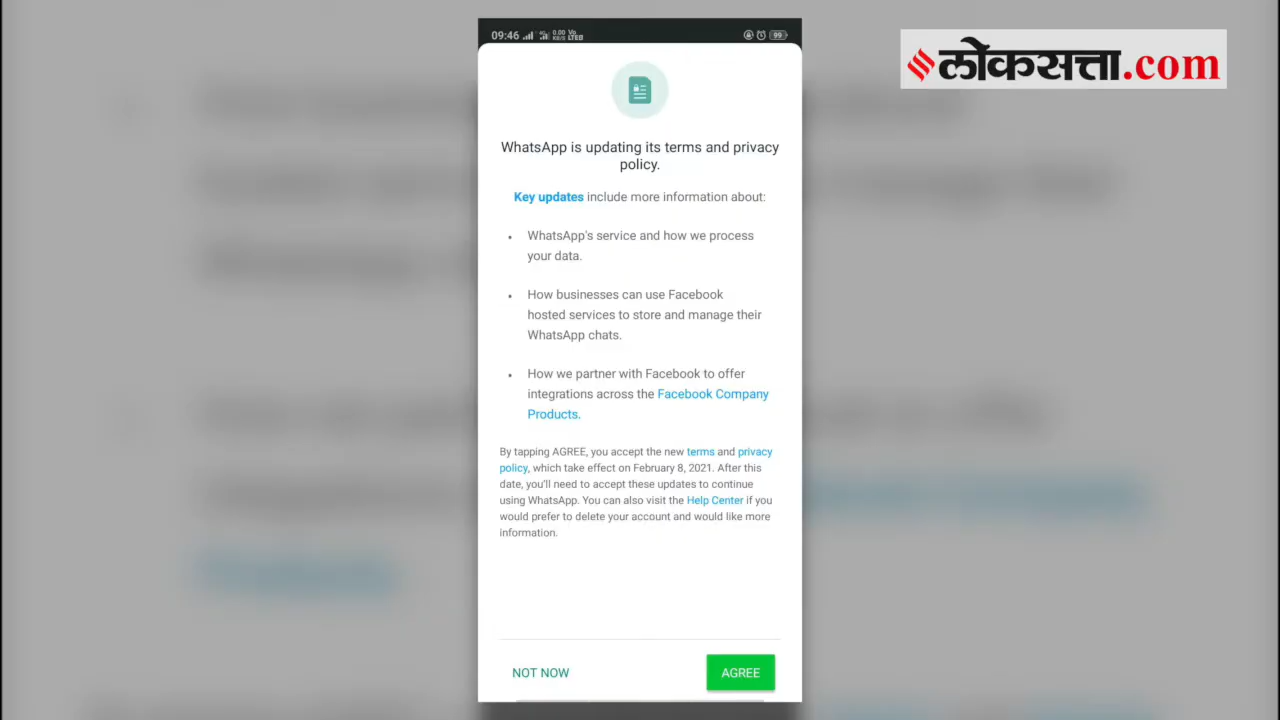 09:46
99
लोकसत्ता.com
WhatsApp is updating its terms and privacy
policy.
Key updates include more information about:
• WhatsApp's service and how we process
your data.
• How businesses can use Facebook
hosted services to store and manage their
WhatsApp chats.
• How we partner with Facebook to offer
integrations across the Facebook Company
Products.
By tapping AGREE, you accept the new terms and privacy
policy, which take effect on February 8, 2021. After this
date, you'll need to accept these updates to continue
using WhatsApp. You can also visit the Help Center if you
would prefer to delete your account and would like more
information.
NOT NOW
AGREE